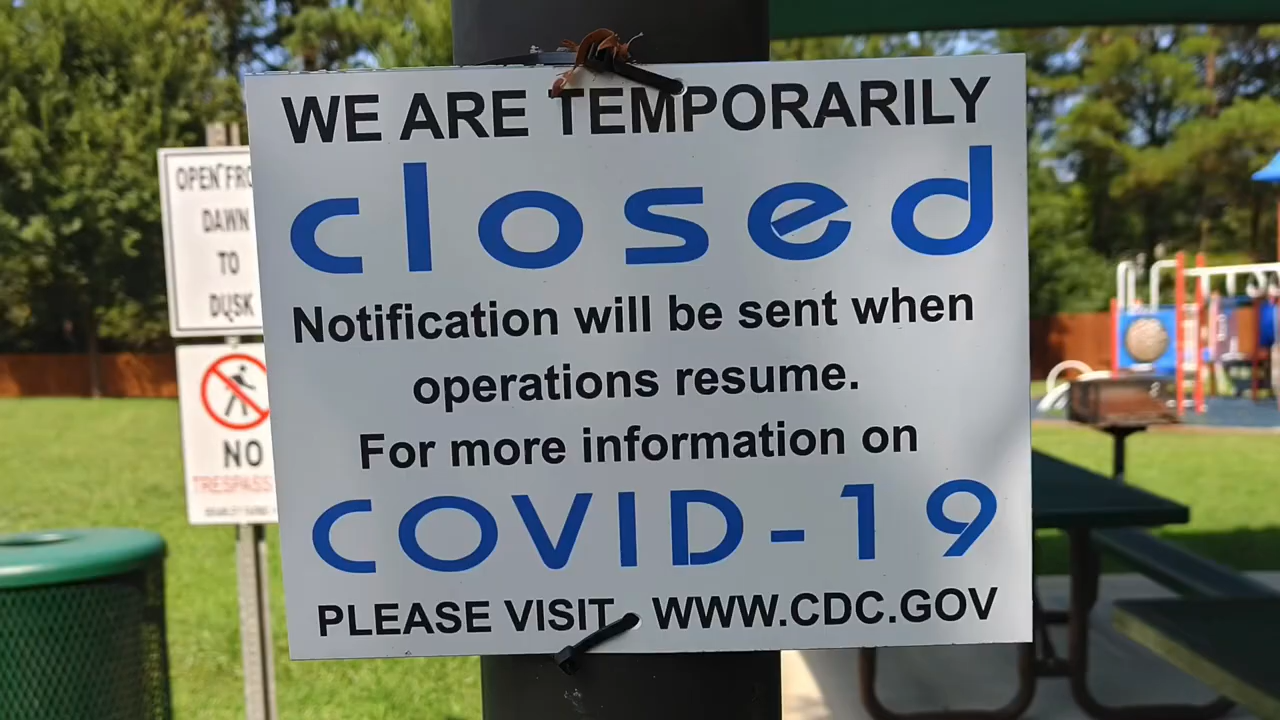 WE ARE TEMPORARILY
closed
Notification will be sent when
operations resume.
For more information on
COVID-19
PLEASE VISIT WWW.CDC.GOV
OPEN
DAWN
TO
DUSK
NO